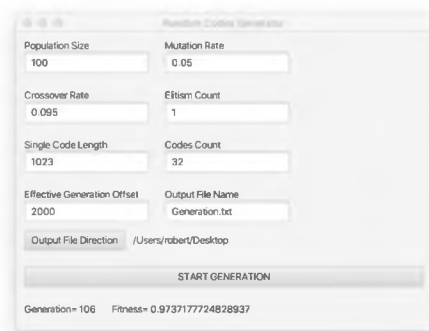 Random Codes Generator
Population Size
Mutation Rate
100
0.05
Crossover Rate
Elitism Count
0.095
1
Single Code Length
Codes Count
1023
32
Effective Generation Offset
Output File Name
2000
Generation.txt
Output File Direction
/Users/robert/Desktop
START GENERATION
Generation= 106
Fitness= 0.9737177724828937